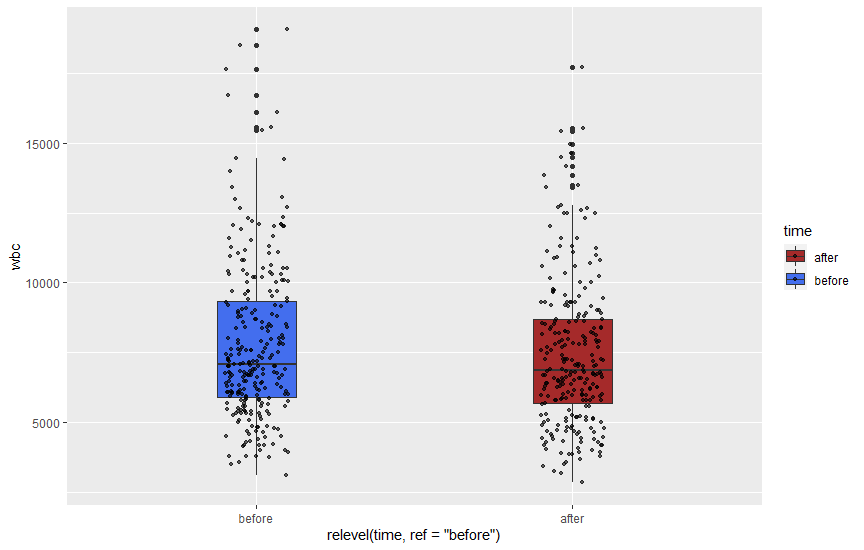 wbc
15000
10000
5000
before
after
relevel(time, ref = "before")
time
after
before